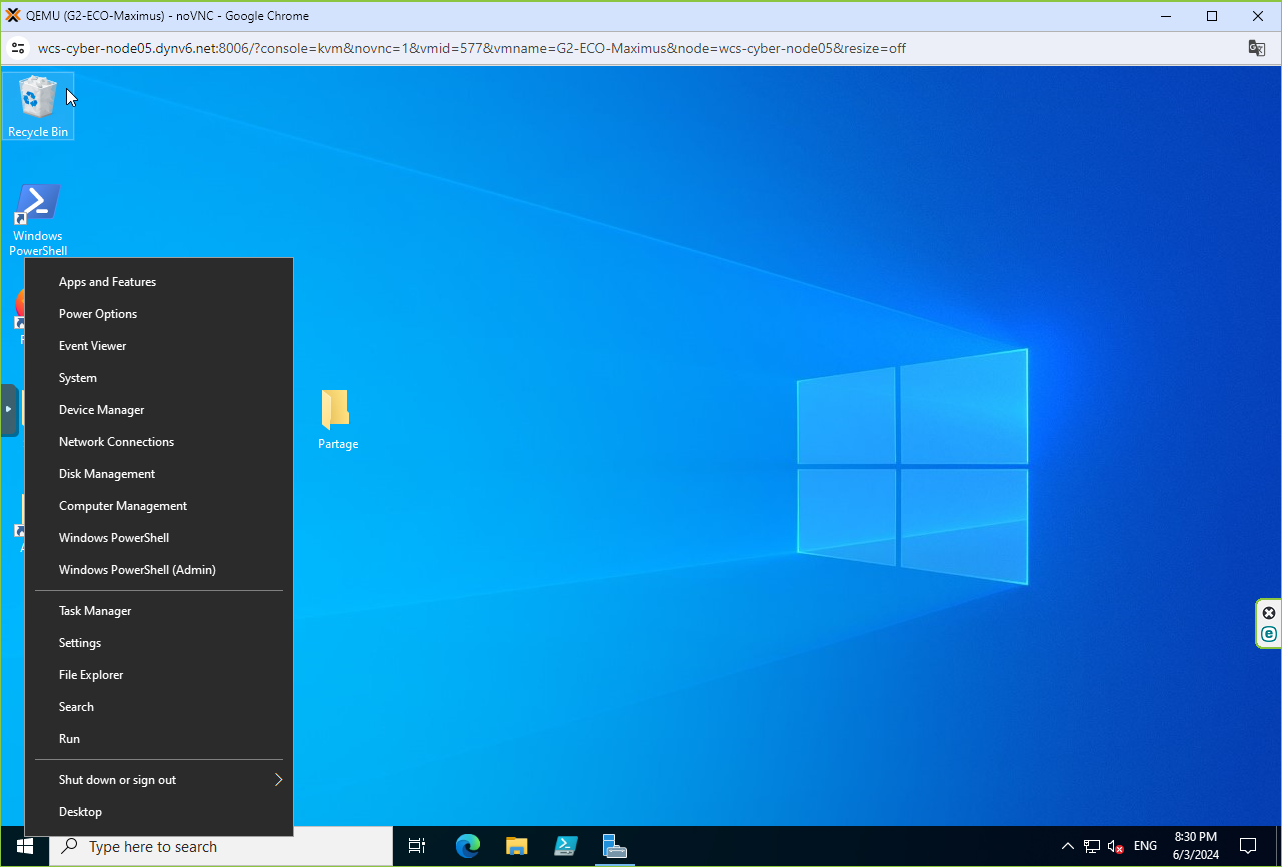 QEMU (G2-ECO-Maximus) - noVNC - Google Chrome
wcs-cyber-node05.dynv6.net:8006/?console=kvm&novnc=1&vmid=577&vmname=G2-ECO-Maximus&node=wcs-cyber-node05&resize=off
Recycle Bin
Windows
PowerShell
Apps and Features
Power Options
Event Viewer
System
Device Manager
Network Connections
Disk Management
Computer Management
Windows PowerShell
Windows PowerShell (Admin)
Task Manager
Settings
File Explorer
Search
Run
Shut down or sign out
Desktop
Partage
Type here to search
ENG
8:30 PM
6/3/2024